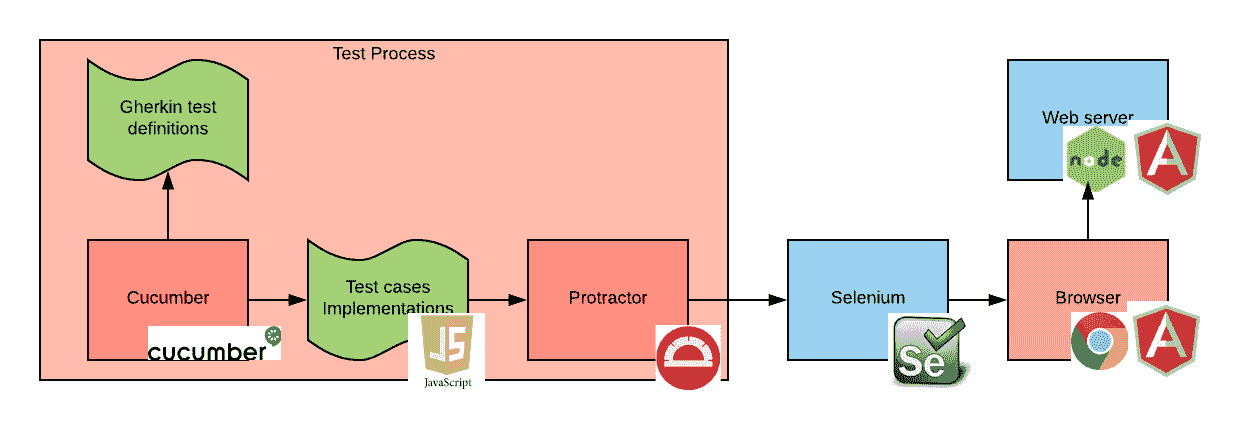 Test Process
Gherkin test
definitions
Web server
node
A
Cucumber
cucumber
Test cases
Implementations
JS
JavaScript
Protractor
Selenium
Se
Browser
A